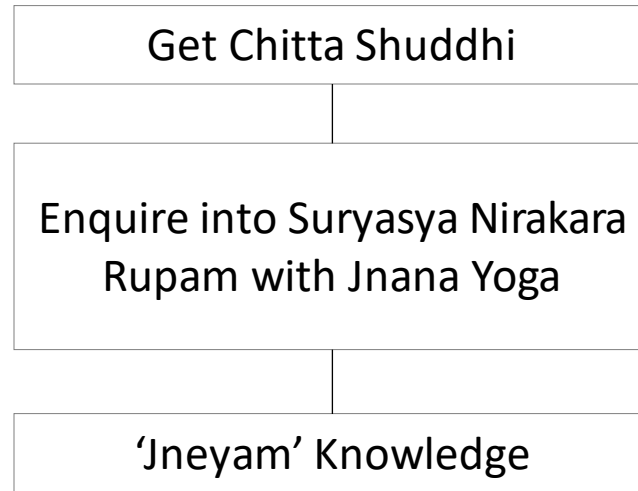 Get Chitta Shuddhi
Enquire into Suryasya Nirakara
Rupam with Jnana Yoga
‘Jneyam’ Knowledge